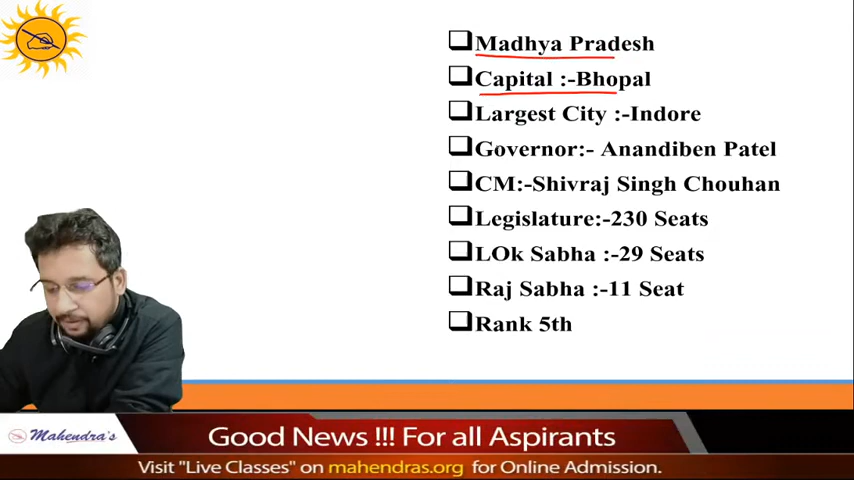 Madhya Pradesh
Capital :-Bhopal
Largest City :-Indore
Governor:- Anandiben Patel
CM:-Shivraj Singh Chouhan
Legislature:-230 Seats
LOk Sabha :-29 Seats
Raj Sabha :-11 Seat
Rank 5th
Mahendra's
Good News !!! For all Aspirants
Visit "Live Classes" on mahendras.org for Online Admission.